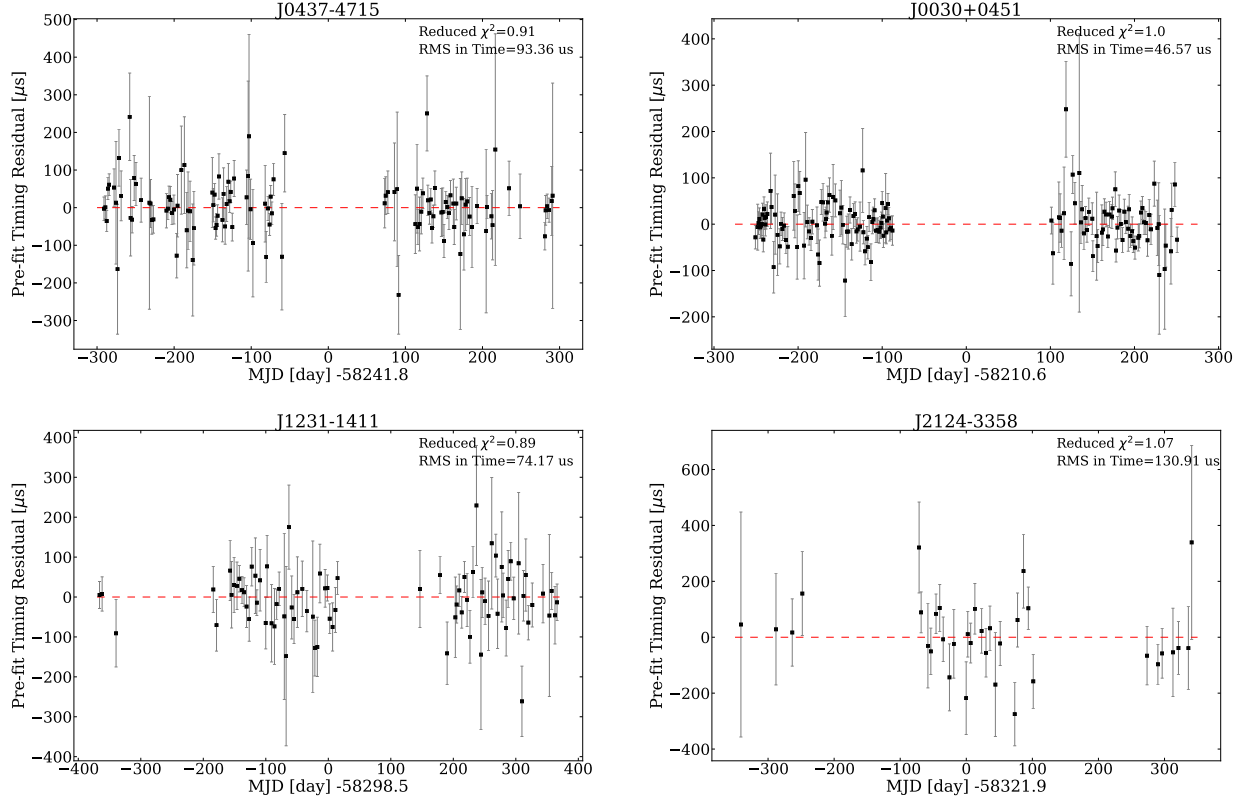 J0437-4715
Reduced χ²=0.91
RMS in Time=93.36 us
Pre-fit Timing Residual [μs]
500
400
300
200
100
0
−100
−200
−300
−300 −200 −100 0 100 200 300
MJD [day] -58241.8
J0030+0451
Reduced χ²=1.0
RMS in Time=46.57 us
Pre-fit Timing Residual [μs]
400
200
0
−200
−300 −200 −100 0 100 200 300
MJD [day] -58210.6
J1231-1411
Reduced χ²=0.89
RMS in Time=74.17 us
Pre-fit Timing Residual [μs]
400
300
200
100
0
−100
−200
−300
−400
−400 −300 −200 −100 0 100 200 300 400
MJD [day] -58298.5
J2124-3358
Reduced χ²=1.07
RMS in Time=130.91 us
Pre-fit Timing Residual [μs]
600
400
200
0
−200
−400
−300 −200 −100 0 100 200 300
MJD [day] -58321.9